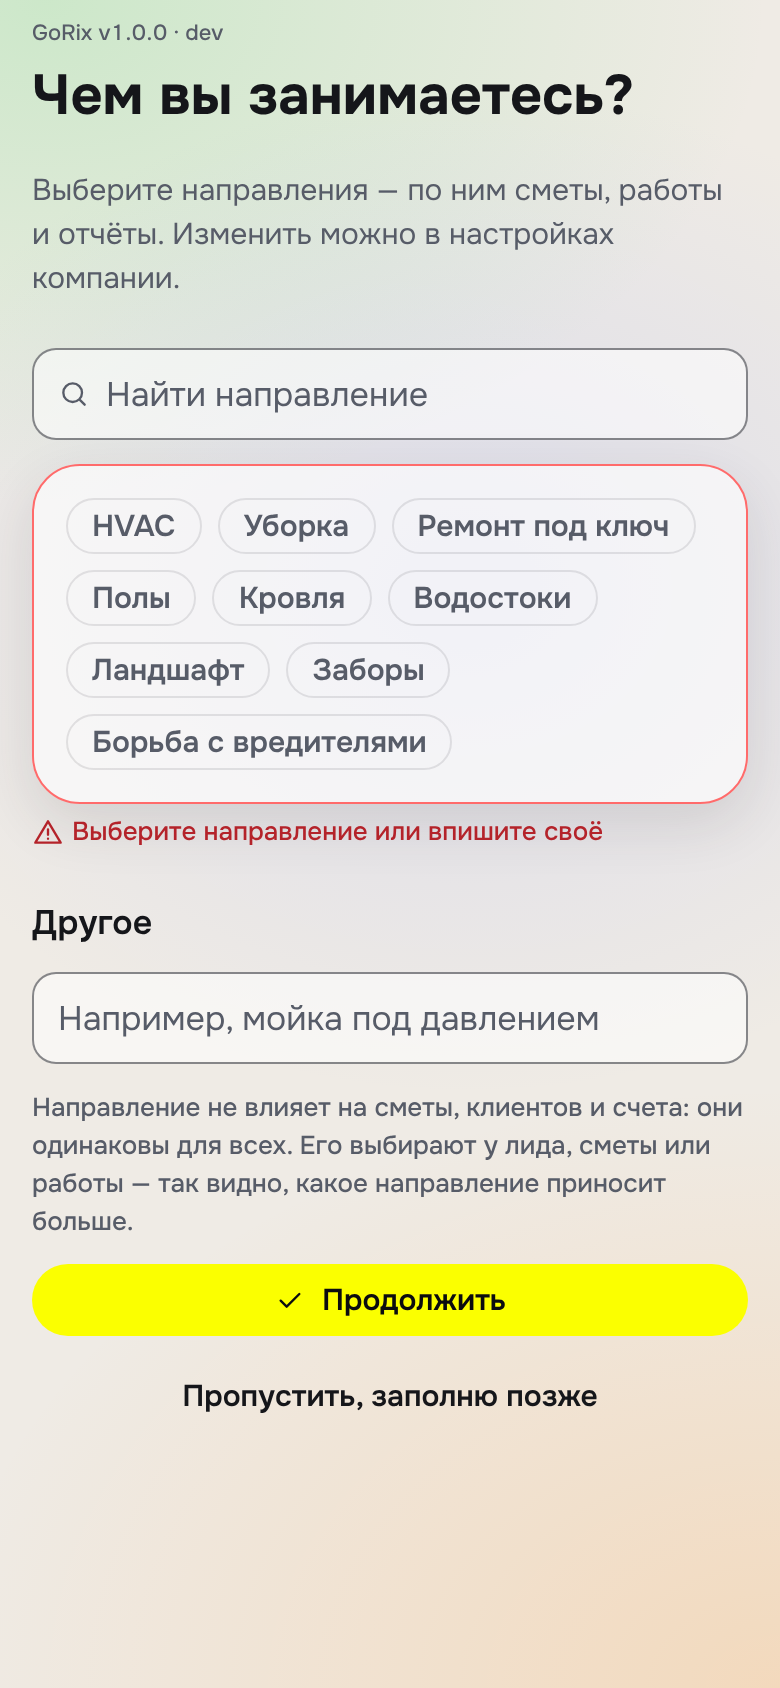 GoRix v1.0.0 · dev
Чем вы занимаетесь?
Выберите направления — по ним сметы, работы
и отчёты. Изменить можно в настройках
компании.
Найти направление
HVAC Уборка Ремонт под ключ
Полы Кровля Водостоки
Ландшафт Заборы
Борьба с вредителями
Выберите направление или впишите своё
Другое
Например, мойка под давлением
Направление не влияет на сметы, клиентов и счета: они
одинаковы для всех. Его выбирают у лида, сметы или
работы — так видно, какое направление приносит
больше.
Продолжить
Пропустить, заполню позже